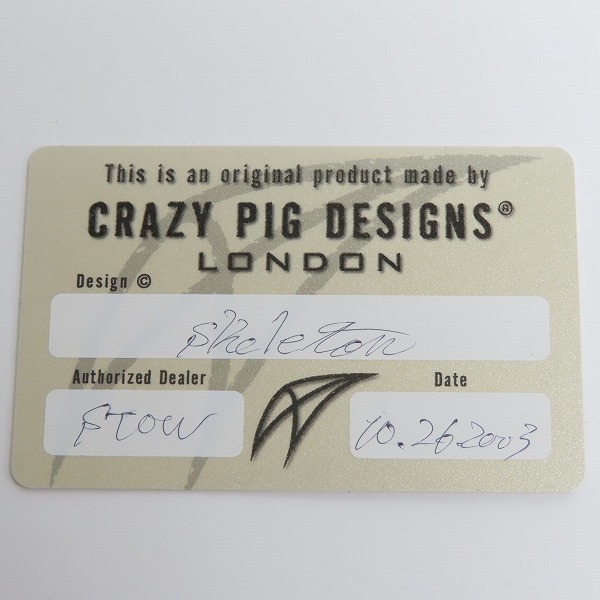 This is an original product made by
CRAZY PIG DESIGNS®
LONDON
Design ©
Skeleton
Authorized Dealer
STOW
Date
10.26.2003